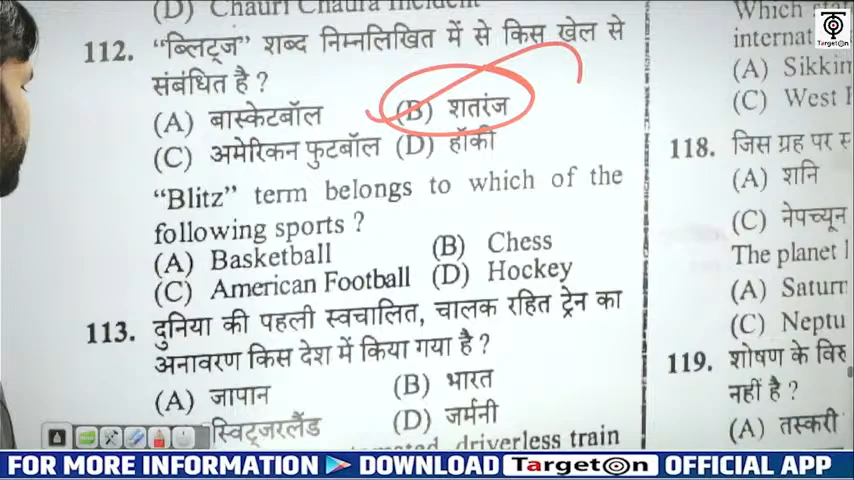 (D) Chauri Chaura Incident
112. "ब्लिट्ज" शब्द निम्नलिखित में से किस खेल से
संबंधित है ?
(A) बास्केटबॉल (B) शतरंज
(C) अमेरिकन फुटबॉल (D) हॉकी
"Blitz" term belongs to which of the
following sports ?
(A) Basketball (B) Chess
(C) American Football (D) Hockey
113. दुनिया की पहली स्वचालित, चालक रहित ट्रेन का
अनावरण किस देश में किया गया है ?
(A) जापान (B) भारत
स्विट्जरलैंड (D) जर्मनी
driverless train
Which
internat
(A) Sikkin
(C) West
118. जिस ग्रह पर
(A) शनि
(C) नेपच्यून
The planet
(A) Saturn
(C) Neptu
119. शोषण के विरु
नहीं है ?
(A) तस्करी
Target On
FOR MORE INFORMATION DOWNLOAD Target On OFFICIAL APP